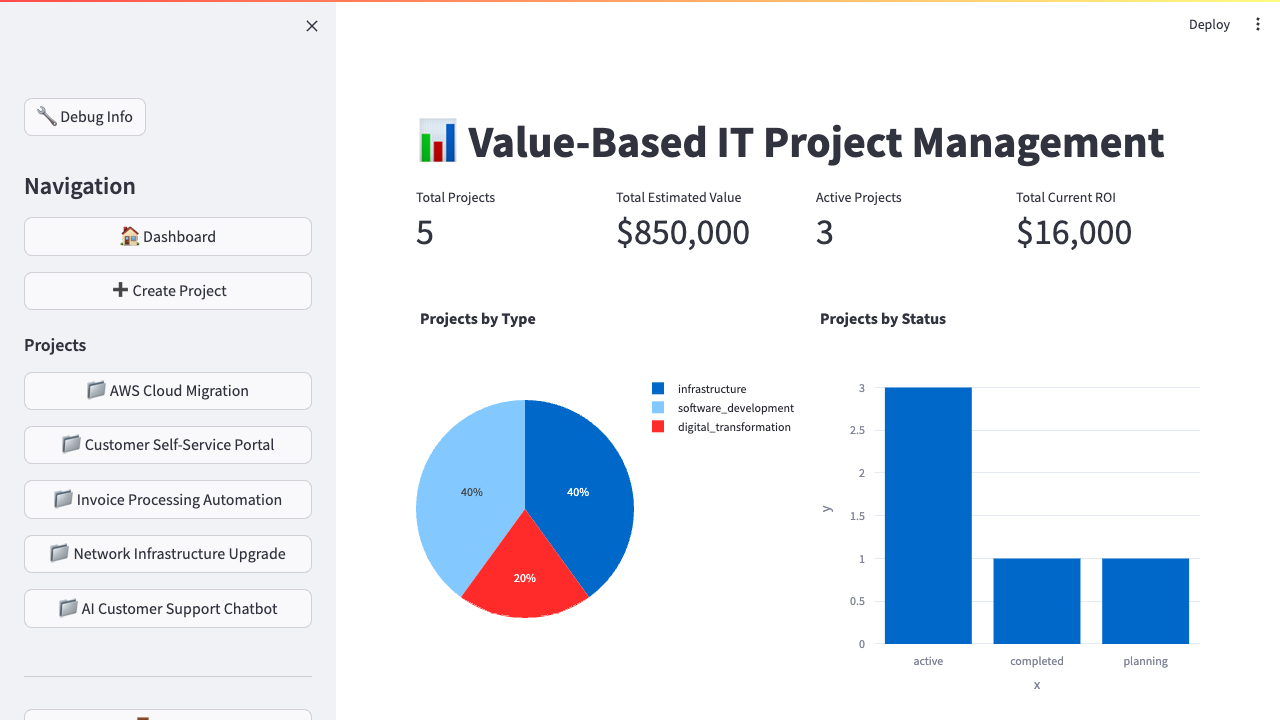 Deploy
🔧 Debug Info
Navigation
🏠 Dashboard
➕ Create Project
Projects
📁 AWS Cloud Migration
📁 Customer Self-Service Portal
📁 Invoice Processing Automation
📁 Network Infrastructure Upgrade
📁 AI Customer Support Chatbot
📊 Value-Based IT Project Management
Total Projects
5
Total Estimated Value
$850,000
Active Projects
3
Total Current ROI
$16,000
Projects by Type
infrastructure
software_development
digital_transformation
40%
40%
20%
Projects by Status
3
2.5
2
1.5
1
0.5
0
y
active
completed
planning
x